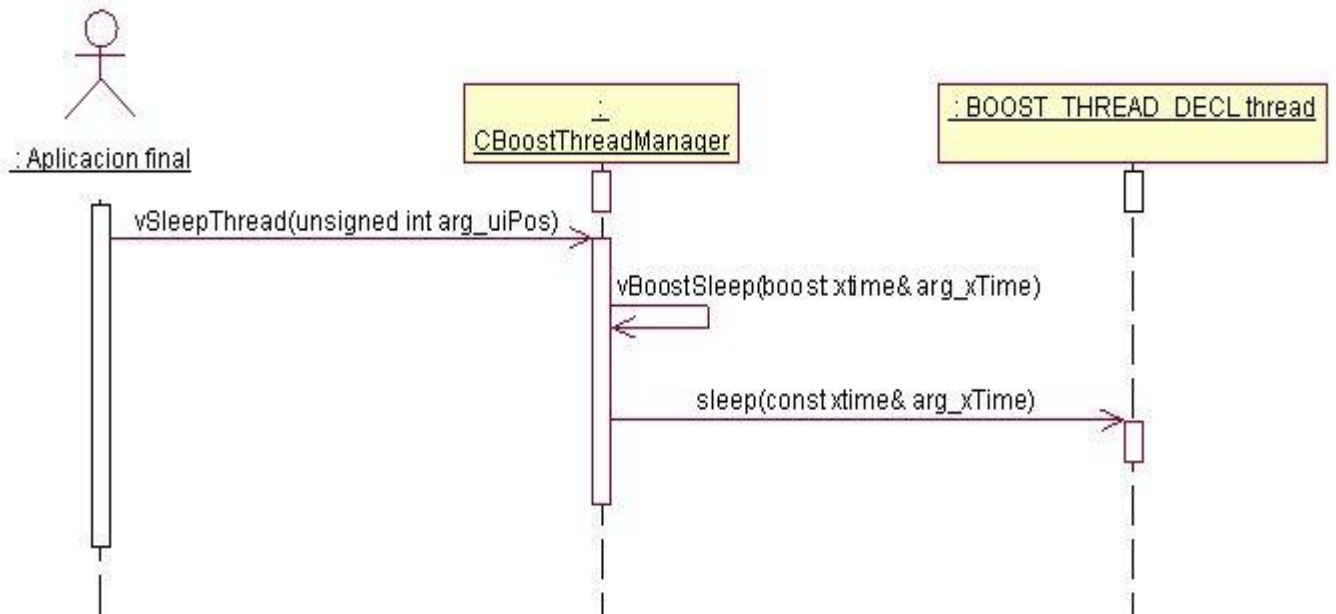 : Aplicacion final
:
CBoostThreadManager
: BOOST_THREAD_DECL thread
vSleepThread(unsigned int arg_uiPos)
vBoostSleep(boost:xtime& arg_xTime)
sleep(const xtime& arg_xTime)